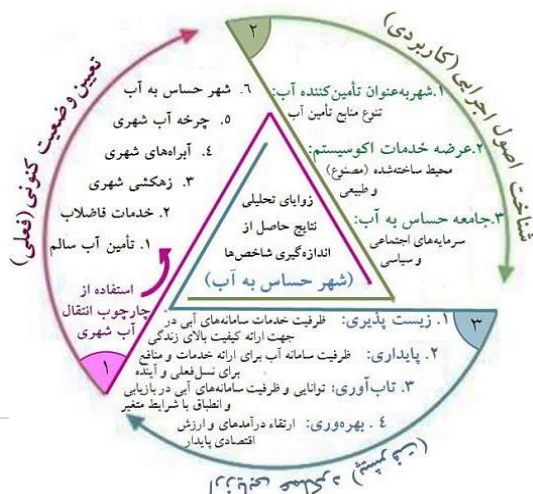 تعیین وضعیت کنونی (فعلی)
۶. شهر حساس به آب
۵. چرخه آب شهری
۴. آبراه‌های شهری
۳. زهکشی شهری
۲. خدمات فاضلاب
۱. تأمین آب سالم
استفاده از
چارچوب انتقال
آب شهری
۱
شناخت اصول اجرایی (کاربردی)
۲
۱.شهربه‌عنوان تأمین‌کننده آب:
تنوع منابع تأمین آب
۲.عرضه خدمات اکوسیستم:
محیط ساخته‌شده (مصنوع)
و طبیعی
۳.جامعه حساس به آب:
سرمایه‌های اجتماعی
و سیاسی
زوایای تحلیلی
نتایج حاصل از
اندازه‌گیری شاخص‌ها
(شهر حساس به آب)
۳
۱. زیست پذیری: ظرفیت خدمات سامانه‌های آبی در
جهت ارائه کیفیت بالای زندگی
۲. پایداری: ظرفیت سامانه آب برای ارائه خدمات و منافع
برای نسل‌فعلی و آینده
۳. تاب‌آوری: توانایی و ظرفیت سامانه‌های آبی در بازیابی
و انطباق با شرایط متغیر
۴. بهره‌وری: ارتقاء درآمدهای و ارزش
اقتصادی پایدار
ارزیابی عملکرد (پیشرفت)